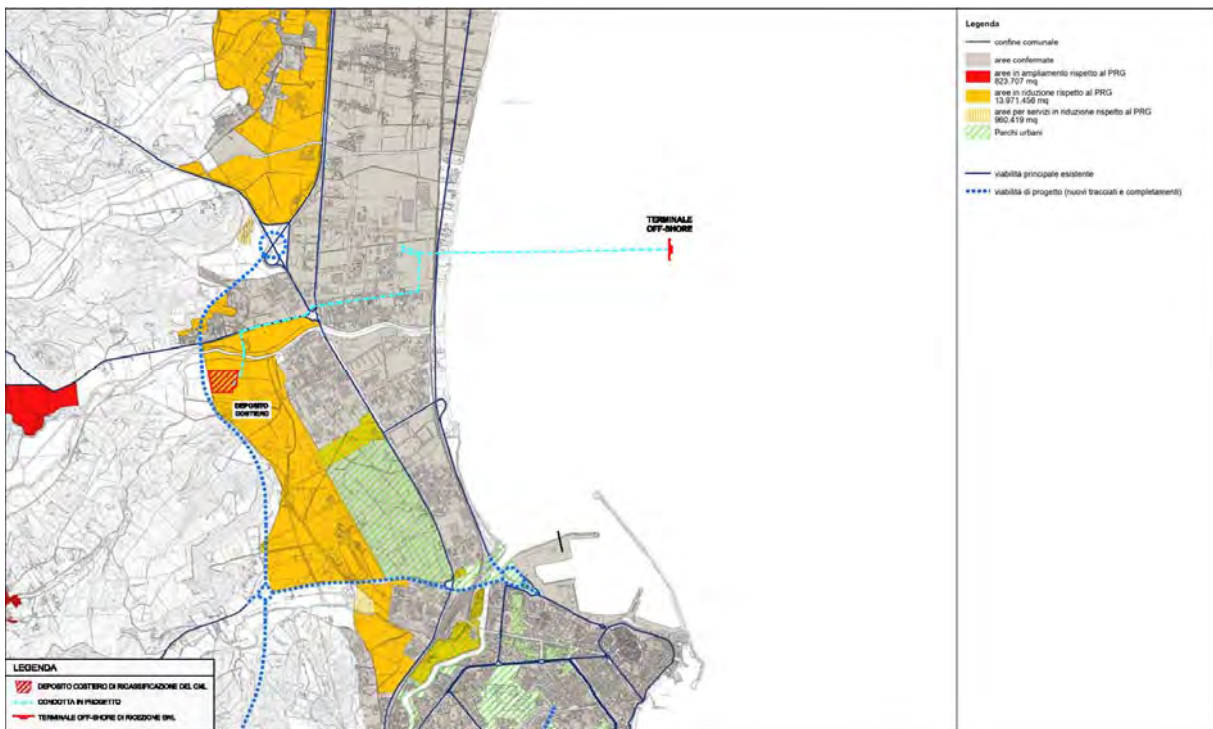 Legenda
confine comunale
aree confermate
aree in ampliamento rispetto al PRG
823.707 mq
aree in riduzione rispetto al PRG
13.971.456 mq
aree per servizi in riduzione rispetto al PRG
960.419 mq
Parchi urbani
viabilità principale esistente
viabilità di progetto (nuovi tracciati e completamenti)
TERMINALE
OFF-SHORE
DEPOSITO
COSTIERO
LEGENDA
DEPOSITO COSTIERO DI RIGASSIFICAZIONE DEL GNL
CONDOTTA IN PROGETTO
TERMINALE OFF-SHORE DI RICEZIONE GNL